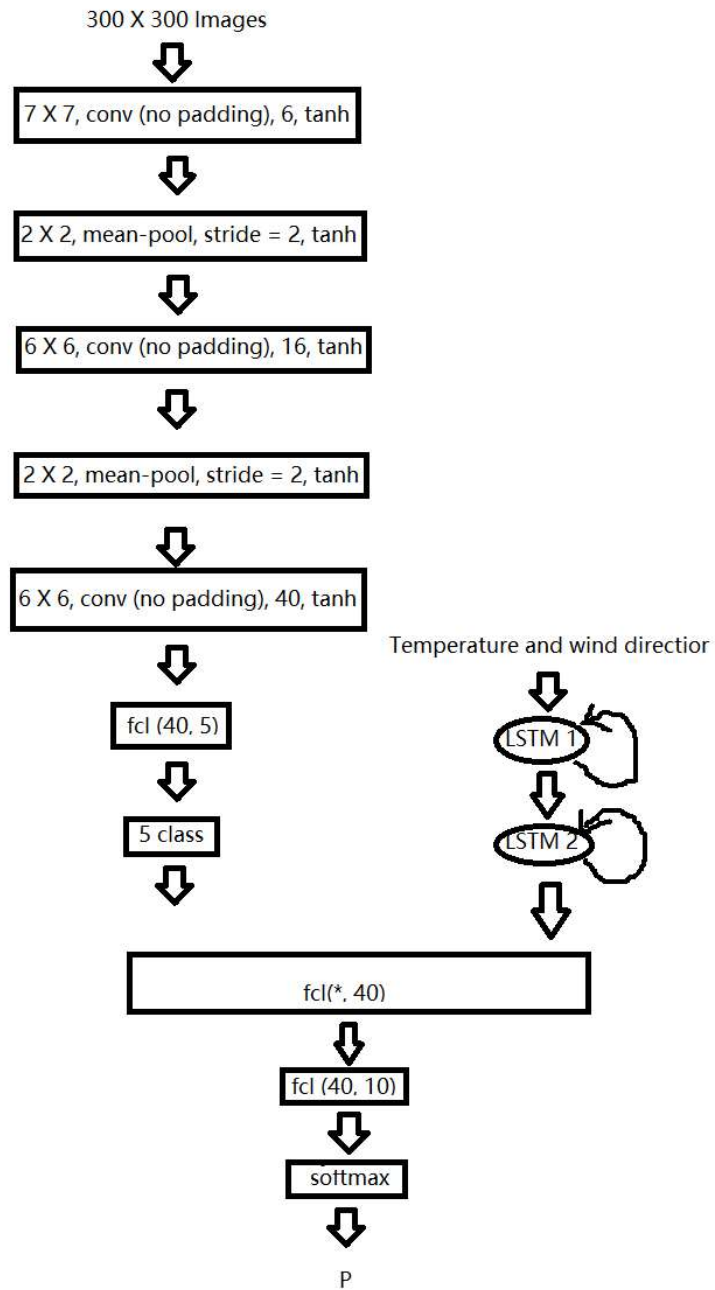 300 X 300 Images
7 X 7, conv (no padding), 6, tanh
2 X 2, mean-pool, stride = 2, tanh
6 X 6, conv (no padding), 16, tanh
2 X 2, mean-pool, stride = 2, tanh
6 X 6, conv (no padding), 40, tanh
fcl (40, 5)
5 class
Temperature and wind directior
LSTM 1
LSTM 2
fcl(*, 40)
fcl (40, 10)
softmax
P